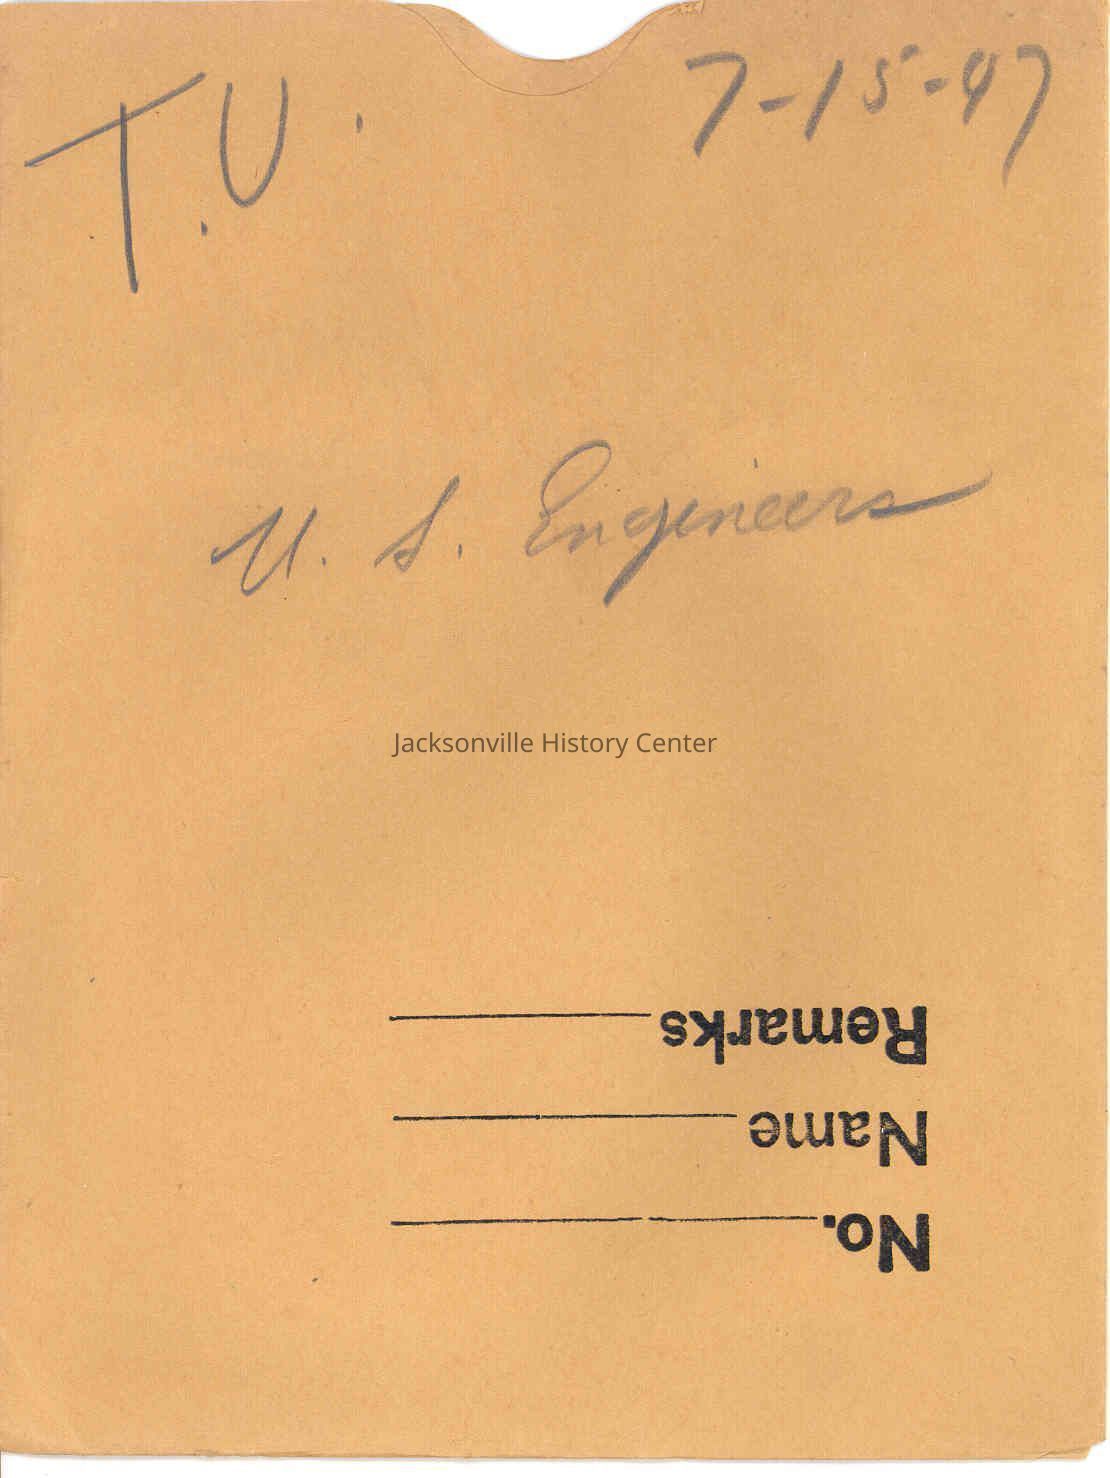 T.U. 7-15-47
U. S. Engineers
Jacksonville History Center
Remarks
Name
No.